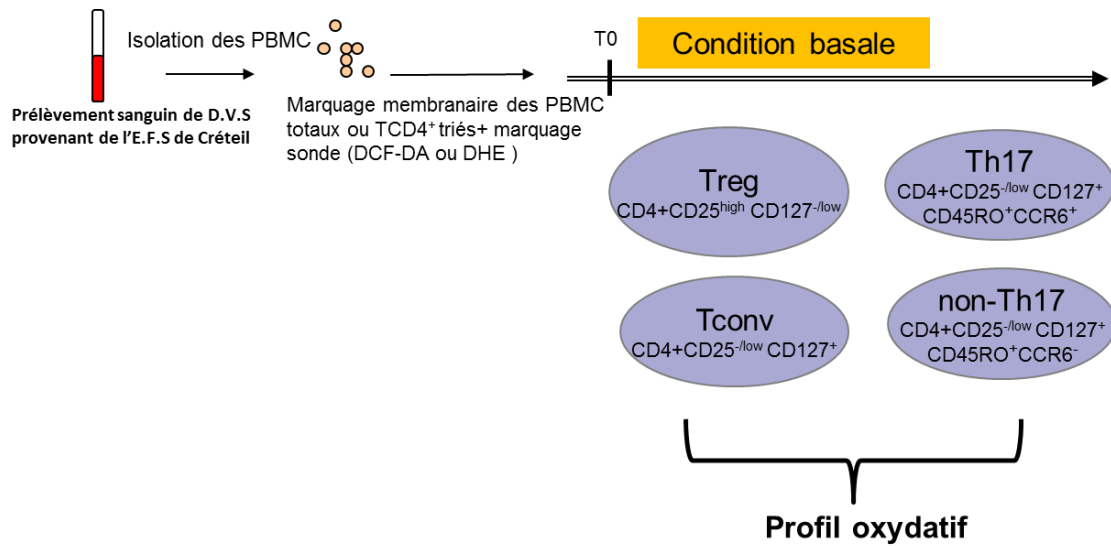 Isolation des PBMC
Prélèvement sanguin de D.V.S
provenant de l'E.F.S de Créteil
Marquage membranaire des PBMC
totaux ou TCD4⁺triés+ marquage
sonde (DCF-DA ou DHE )
T0
Condition basale
Treg
CD4+CD25ʰⁱᵍʰ CD127⁻/ˡᵒʷ
Th17
CD4+CD25⁻/ˡᵒʷ CD127⁺
CD45RO⁺CCR6⁺
Tconv
CD4+CD25⁻/ˡᵒʷ CD127⁺
non-Th17
CD4+CD25⁻/ˡᵒʷ CD127⁺
CD45RO⁺CCR6⁻
Profil oxydatif